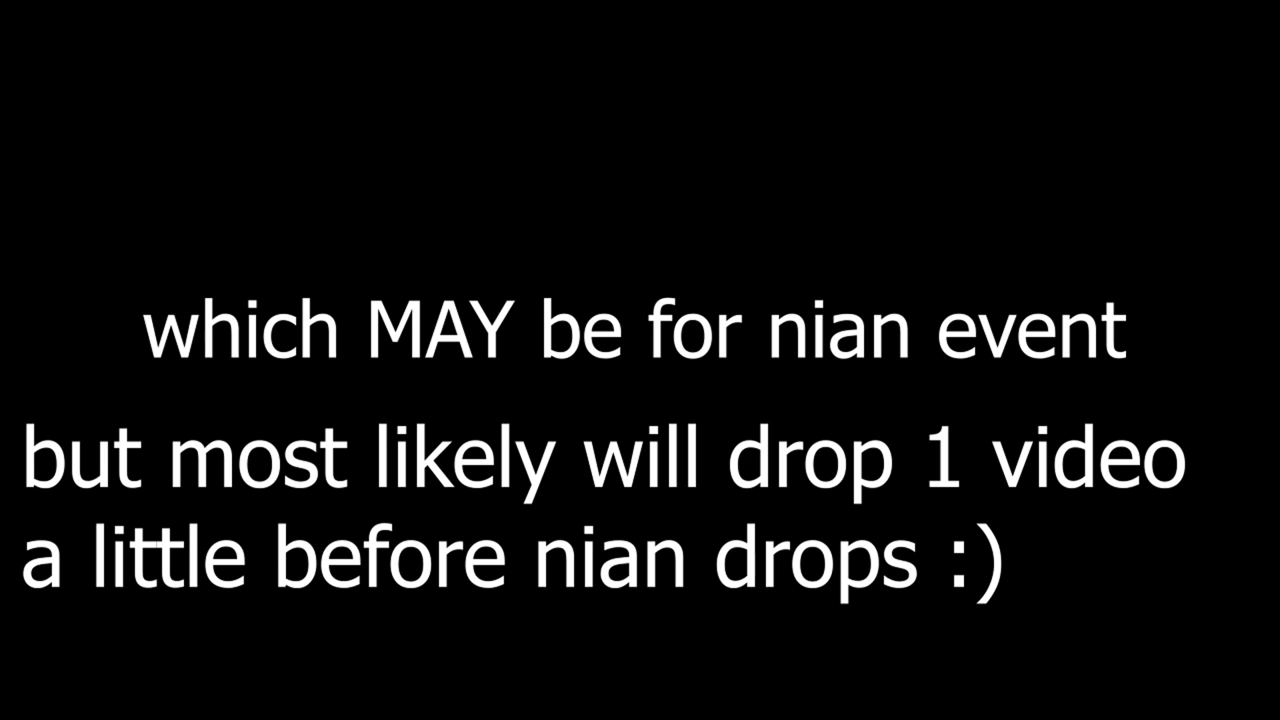 which MAY be for nian event
but most likely will drop 1 video
a little before nian drops :)